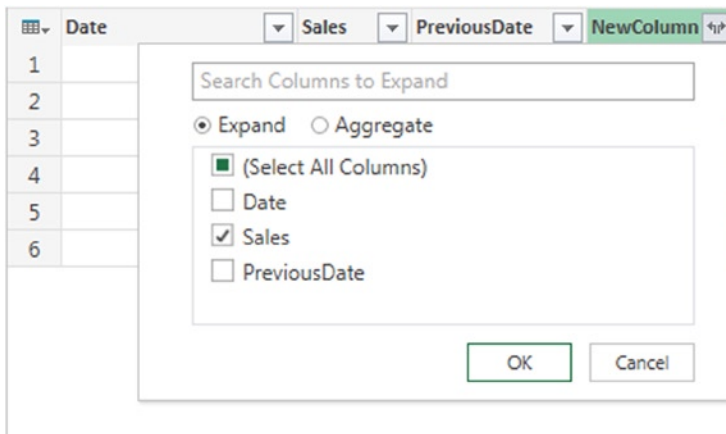 Date Sales PreviousDate NewColumn
1
Search Columns to Expand
2
Expand Aggregate
3
(Select All Columns)
4
Date
5
Sales
6
PreviousDate
OK Cancel